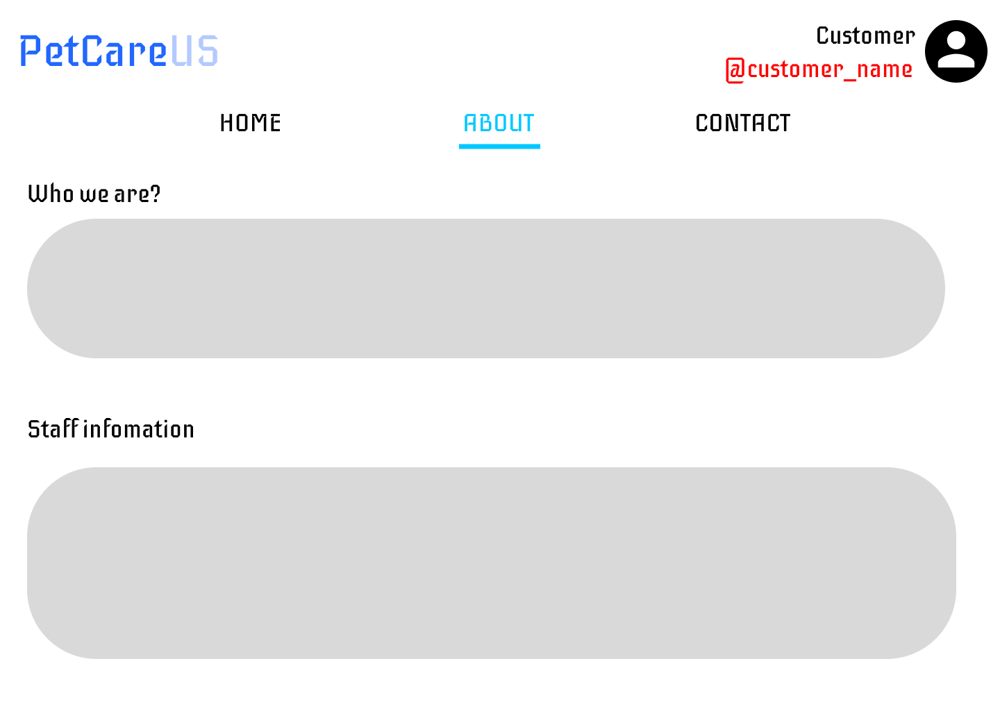 PetCareUS
Customer
@customer_name
HOME ABOUT CONTACT
Who we are?
Staff infomation